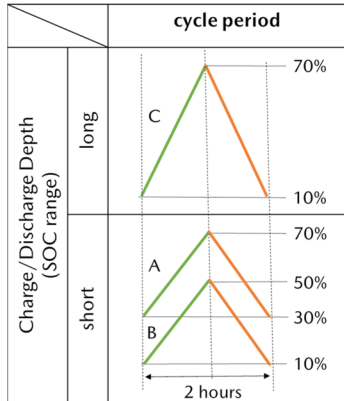 cycle period
Charge/Discharge Depth
(SOC range)
long
C
70%
10%
short
A
B
70%
50%
30%
10%
2 hours